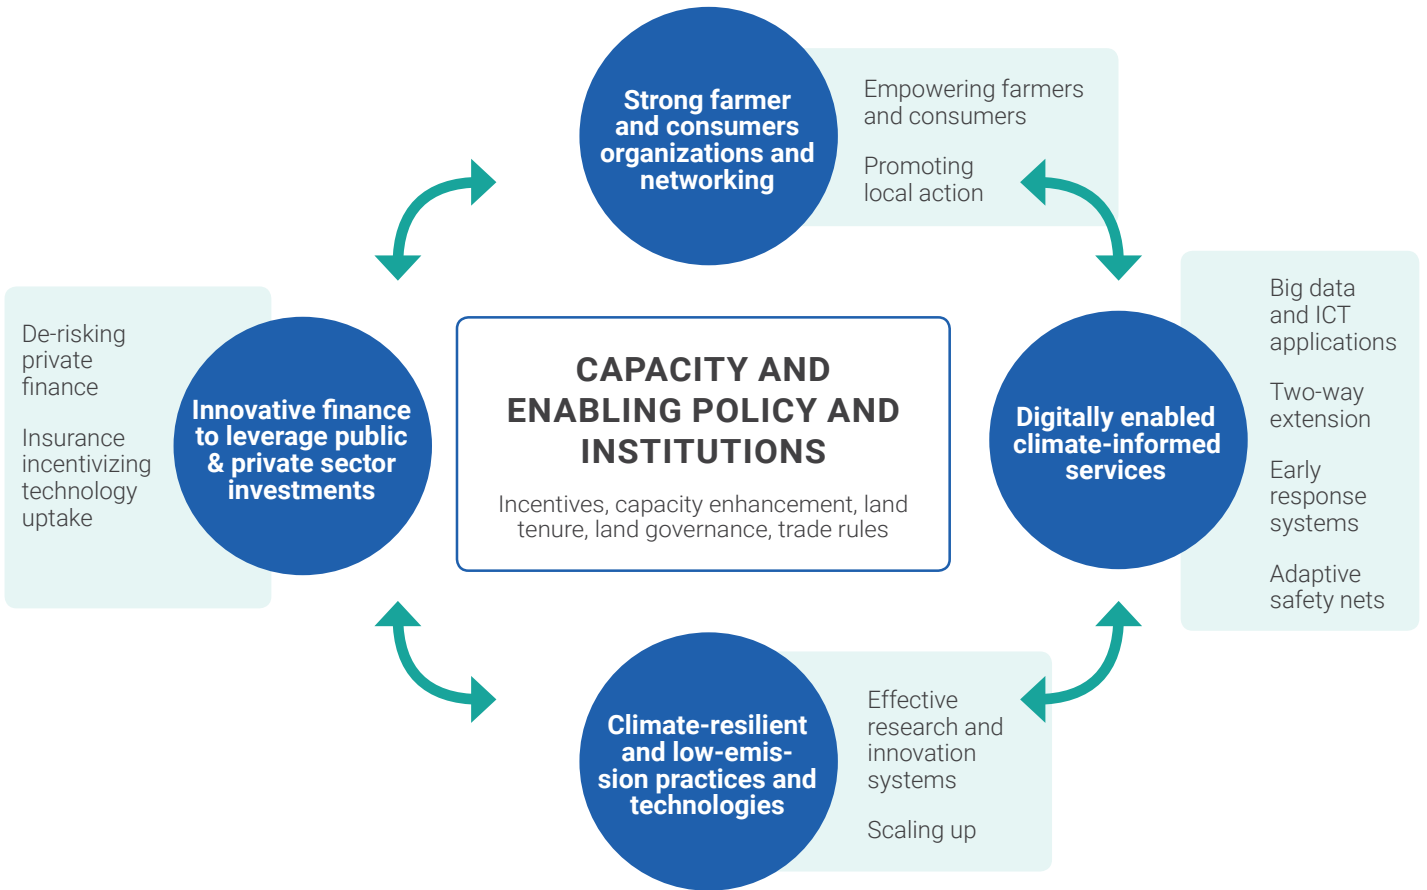 Strong farmer
and consumers
organizations and
networking
Empowering farmers
and consumers
Promoting
local action
De-risking
private
finance
Insurance
incentivizing
technology
uptake
Innovative finance
to leverage public
& private sector
investments
CAPACITY AND
ENABLING POLICY AND
INSTITUTIONS
Incentives, capacity enhancement, land
tenure, land governance, trade rules
Digitally enabled
climate-informed
services
Big data
and ICT
applications
Two-way
extension
Early
response
systems
Adaptive
safety nets
Climate-resilient
and low-emis-
sion practices and
technologies
Effective
research and
innovation
systems
Scaling up